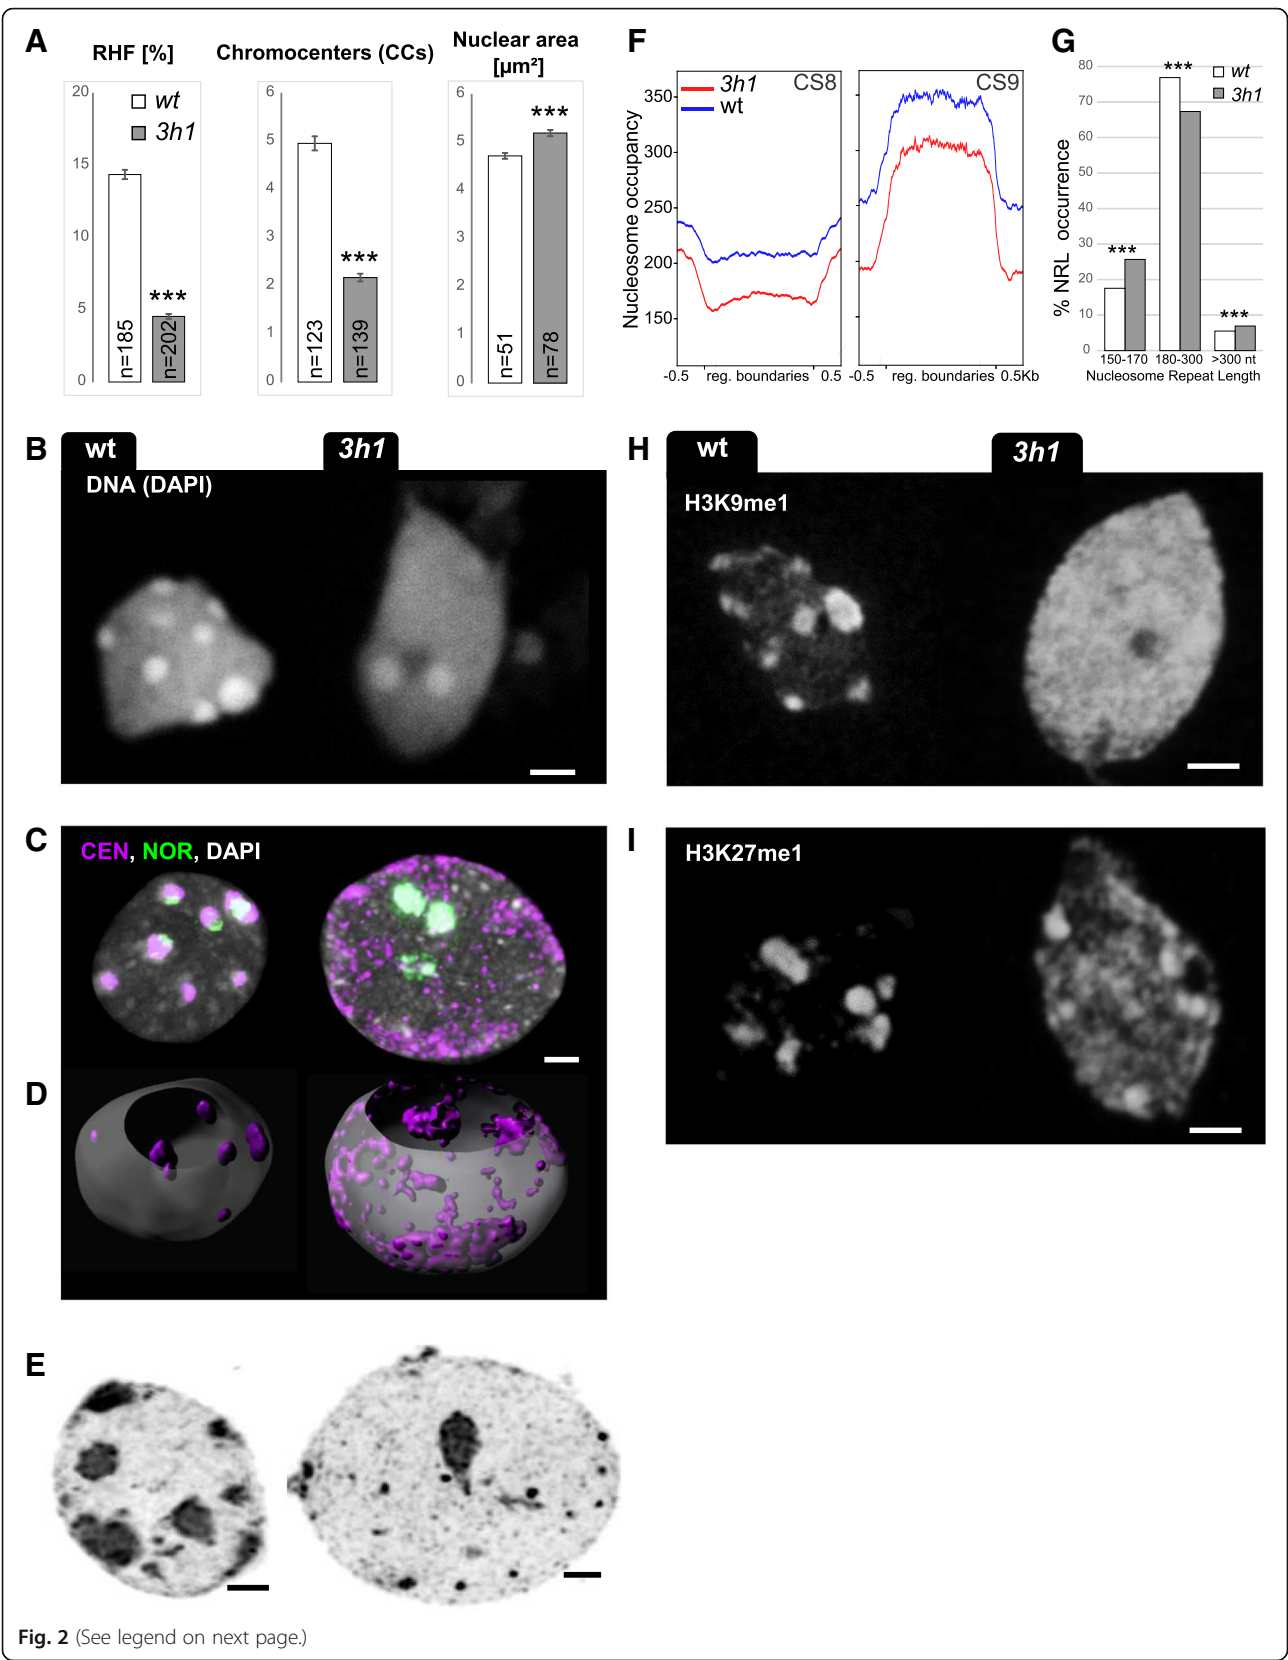 A
RHF [%]
20
15
10
5
0
wt
3h1
***
n=185
n=202
Chromocenters (CCs)
6
5
4
3
2
1
0
***
n=123
n=139
Nuclear area
[µm²]
6
5
4
3
2
1
0
***
n=51
n=78
F
Nucleosome occupancy
350
300
250
200
150
3h1
wt
CS8
CS9
-0.5 reg. boundaries 0.5
-0.5 reg. boundaries 0.5Kb
G
% NRL occurrence
80
70
60
50
40
30
20
10
0
wt
3h1
***
***
***
150-170 180-300 >300 nt
Nucleosome Repeat Length
B
wt
3h1
DNA (DAPI)
H
wt
3h1
H3K9me1
C
CEN, NOR, DAPI
I
H3K27me1
D
E
Fig. 2 (See legend on next page.)